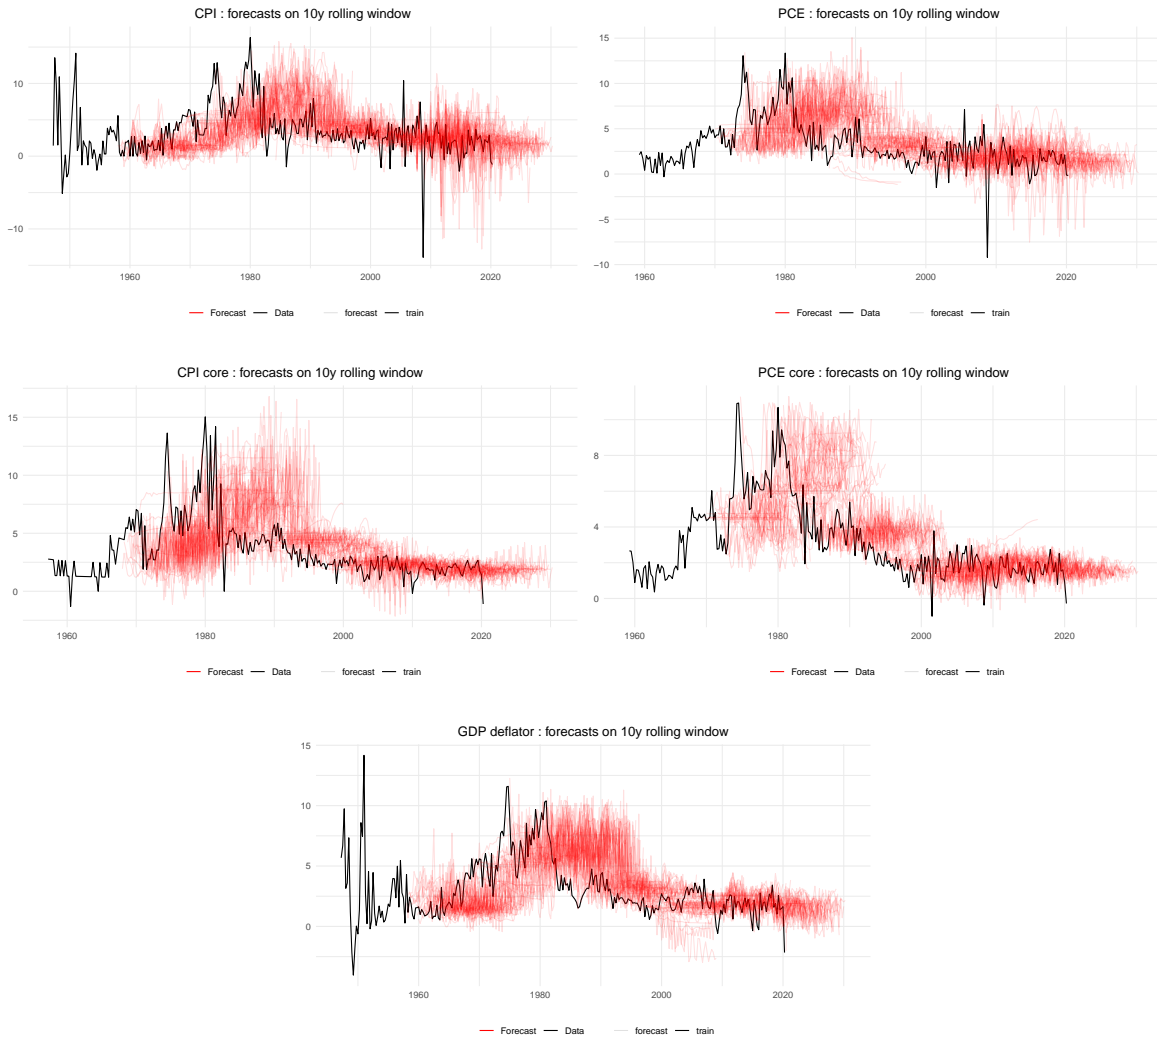 CPI : forecasts on 10y rolling window
10
0
−10
1960 1980 2000 2020
Forecast Data forecast train
PCE : forecasts on 10y rolling window
15
10
5
0
−5
−10
1960 1980 2000 2020
Forecast Data forecast train
CPI core : forecasts on 10y rolling window
15
10
5
0
1960 1980 2000 2020
Forecast Data forecast train
PCE core : forecasts on 10y rolling window
8
4
0
1960 1980 2000 2020
Forecast Data forecast train
GDP deflator : forecasts on 10y rolling window
15
10
5
0
1960 1980 2000 2020
Forecast Data forecast train